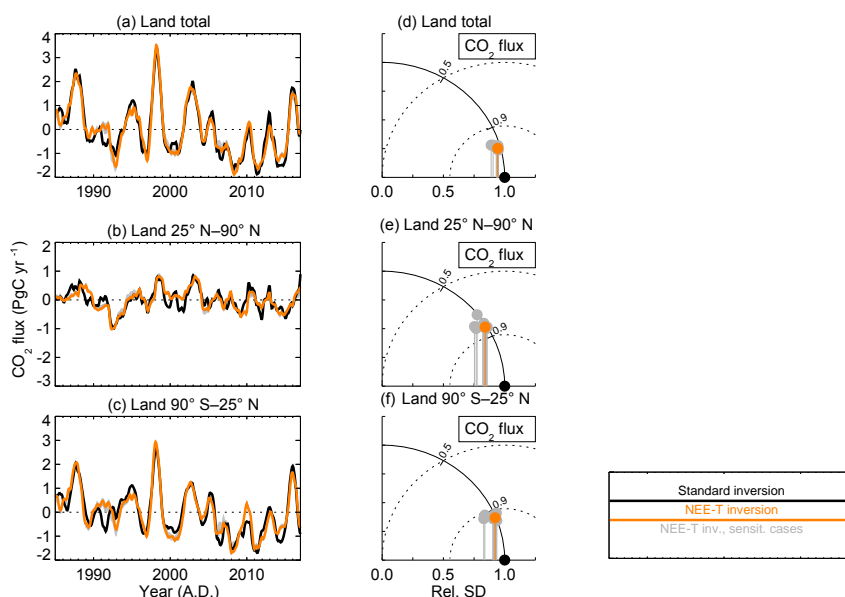 (a) Land total
4
3
2
1
0
-1
-2
1990 2000 2010
(b) Land 25° N–90° N
2
1
0
-1
-2
-3
CO2 flux (PgC yr-1)
(c) Land 90° S–25° N
4
3
2
1
0
-1
-2
1990 2000 2010
Year (A.D.)
(d) Land total
CO2 flux
0.5
0.9
0.0 0.5 1.0
(e) Land 25° N–90° N
CO2 flux
0.5
0.9
(f) Land 90° S–25° N
CO2 flux
0.5
0.9
0.0 0.5 1.0
Rel. SD
Standard inversion
NEE-T inversion
NEE-T inv., sensit. cases